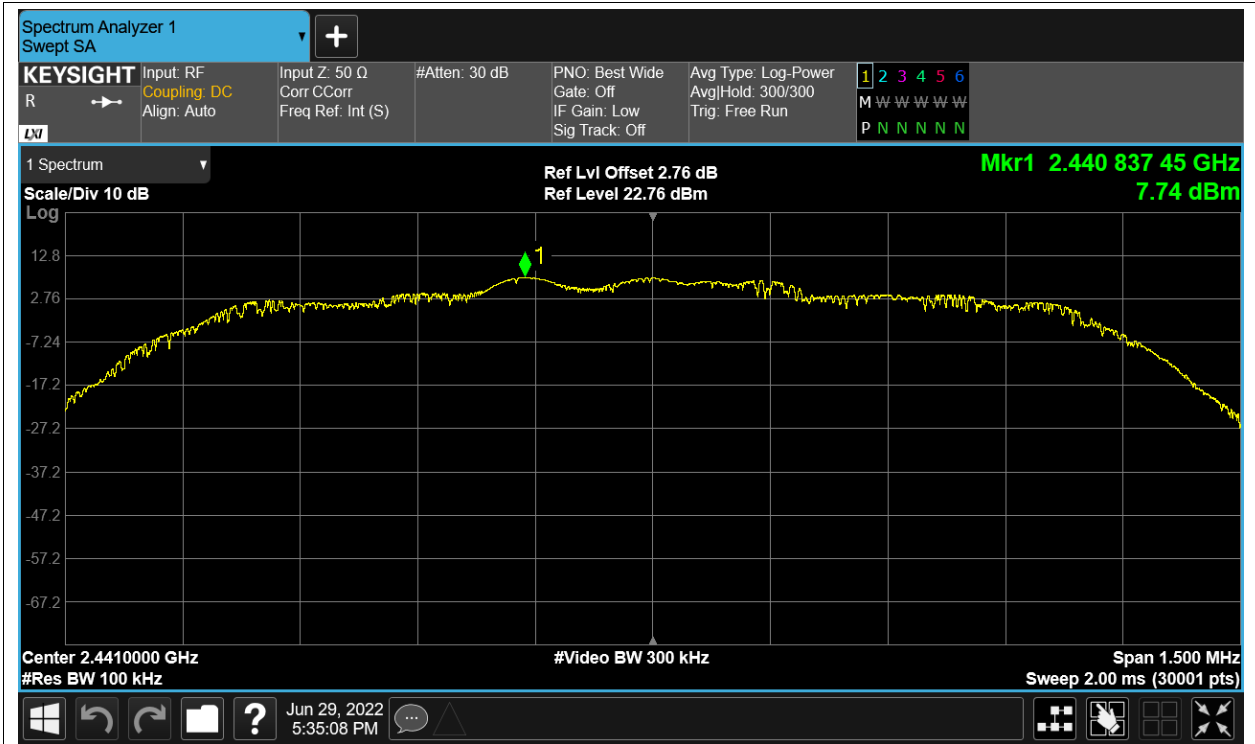 Spectrum Analyzer 1
Swept SA
KEYSIGHT
R
LXI
Input: RF
Coupling: DC
Align: Auto
Input Z: 50 Ω
Corr CCorr
Freq Ref: Int (S)
#Atten: 30 dB
PNO: Best Wide
Gate: Off
IF Gain: Low
Sig Track: Off
Avg Type: Log-Power
Avg|Hold: 300/300
Trig: Free Run
1 2 3 4 5 6
M W W W W W
P N N N N N
1 Spectrum
Scale/Div 10 dB
Log
Ref Lvl Offset 2.76 dB
Ref Level 22.76 dBm
Mkr1 2.440 837 45 GHz
7.74 dBm
1
12.8
2.76
-7.24
-17.2
-27.2
-37.2
-47.2
-57.2
-67.2
Center 2.4410000 GHz
#Res BW 100 kHz
#Video BW 300 kHz
Span 1.500 MHz
Sweep 2.00 ms (30001 pts)
?
Jun 29, 2022
5:35:08 PM